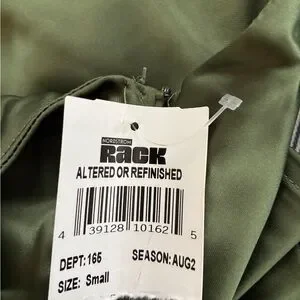 NORDSTROM
RACK
ALTERED OR REFINISHED
4 39128 10162 5
DEPT: 165 SEASON: AUG2
SIZE: Small